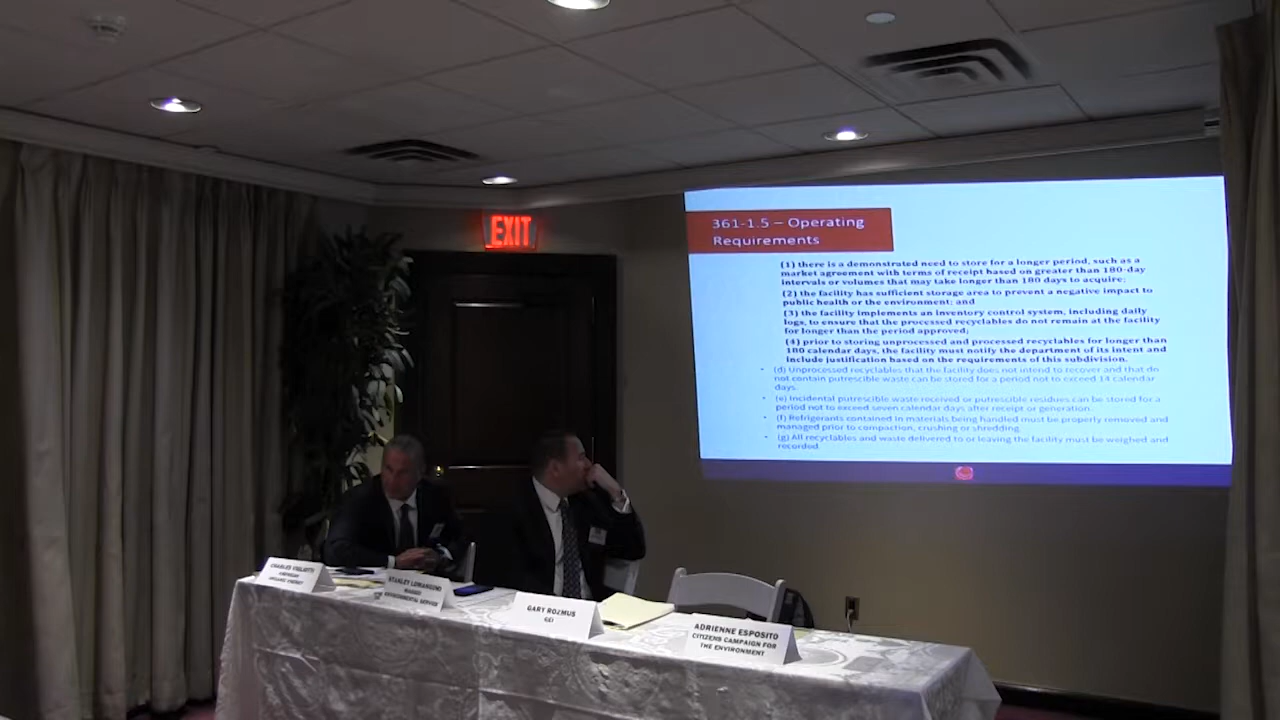 EXIT
361-1.5 – Operating
Requirements
(1) there is a demonstrated need to store for a longer period, such as a
market agreement with terms of receipt based on greater than 180-day
intervals or volumes that may take longer than 180 days to acquire;
(2) the facility has sufficient storage area to prevent a negative impact to
public health or the environment; and
(3) the facility implements an inventory control system, including daily
logs, to ensure that the processed recyclables do not remain at the facility
for longer than the period approved;
(4) prior to storing unprocessed and processed recyclables for longer than
180 calendar days, the facility must notify the department of its intent and
include justification based on the requirements of this subdivision.
(d) Unprocessed recyclables that the facility does not intend to recover and that do
not contain putrescible waste can be stored for a period not to exceed 14 calendar
days.
(e) Incidental putrescible waste received or putrescible residues can be stored for a
period not to exceed seven calendar days after receipt or generation.
(f) Refrigerants contained in materials being handled must be properly removed and
managed prior to compaction, crushing or shredding.
(g) All recyclables and waste delivered to or leaving the facility must be weighed and
recorded.
CHARLES VIGLIOTTI
AMERICAN
ORGANIC ENERGY
STANLEY LOMANGINO
ENVIRONMENTAL SERVICE
GARY ROZMUS
GEI
ADRIENNE ESPOSITO
CITIZENS CAMPAIGN FOR
THE ENVIRONMENT